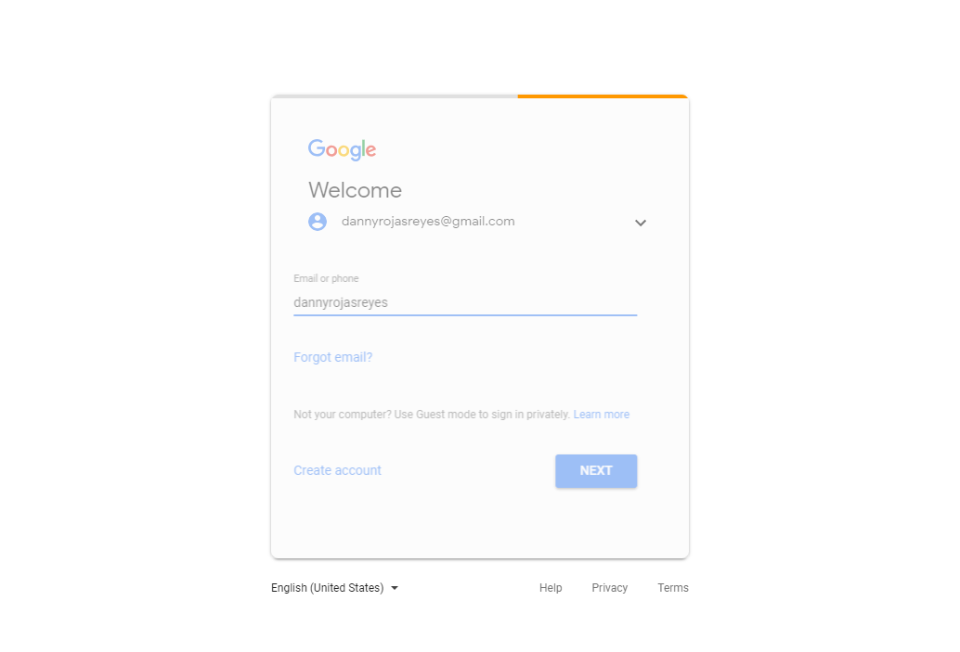 Google
Welcome
dannyrojasreyes@gmail.com
Email or phone
dannyrojasreyes
Forgot email?
Not your computer? Use Guest mode to sign in privately. Learn more
Create account
NEXT
English (United States)
Help Privacy Terms